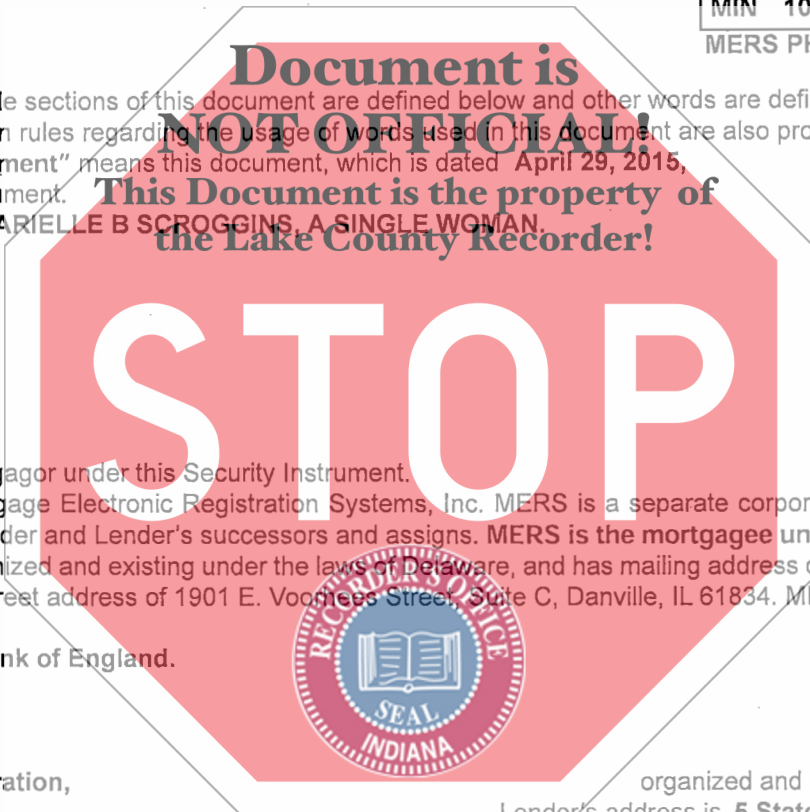 MIN 10
MERS PH
Document is
e sections of this document are defined below and other words are defi
n rules regarding the usage of words used in this document are also pro
NOT OFFICIAL!
ment" means this document, which is dated April 29, 2015,
ment.
This Document is the property of
ARIELLE B SCROGGINS, A SINGLE WOMAN.
the Lake County Recorder!
STOP
gagor under this Security Instrument.
gage Electronic Registration Systems, Inc. MERS is a separate corpor
der and Lender's successors and assigns. MERS is the mortgagee un
nized and existing under the laws of Delaware, and has mailing address o
reet address of 1901 E. Voorhees Street, Suite C, Danville, IL 61834. M
RECORDER'S OFFICE
nk of England.
SEAL
INDIANA
ation,
organized and
Lender's address is 5 State